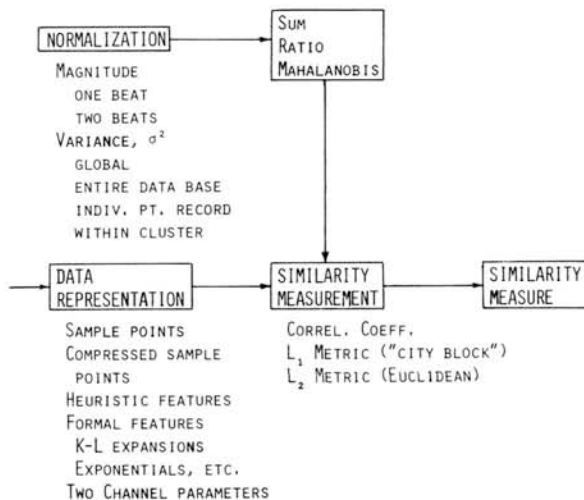 NORMALIZATION
MAGNITUDE
ONE BEAT
TWO BEATS
VARIANCE, σ²
GLOBAL
ENTIRE DATA BASE
INDIV. PT. RECORD
WITHIN CLUSTER
SUM
RATIO
MAHALANOBIS
DATA
REPRESENTATION
SAMPLE POINTS
COMPRESSED SAMPLE
POINTS
HEURISTIC FEATURES
FORMAL FEATURES
K-L EXPANSIONS
EXPONENTIALS, ETC.
TWO CHANNEL PARAMETERS
SIMILARITY
MEASUREMENT
CORREL. COEFF.
L₁ METRIC ("CITY BLOCK")
L₂ METRIC (EUCLIDEAN)
SIMILARITY
MEASURE